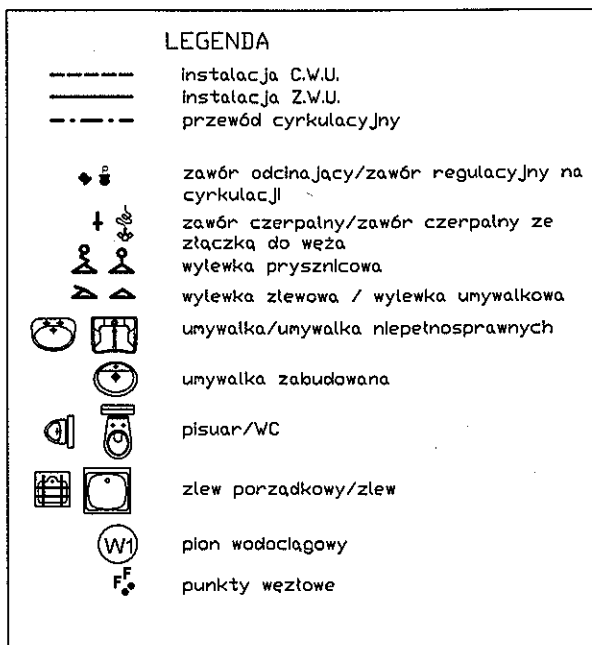 LEGENDA
instalacja C.W.U.
instalacja Z.W.U.
przewód cyrkulacyjny
zawór odcinający/zawór regulacyjny na
cyrkulacji
zawór czerpalny/zawór czerpalny ze
złączką do węża
wylewka prysznicowa
wylewka zlewowa / wylewka umywalkowa
umywalka/umywalka niepełnosprawnych
umywalka zabudowana
pisuar/WC
zlew porządkowy/zlew
W1 pion wodociągowy
F F punkty węzłowe